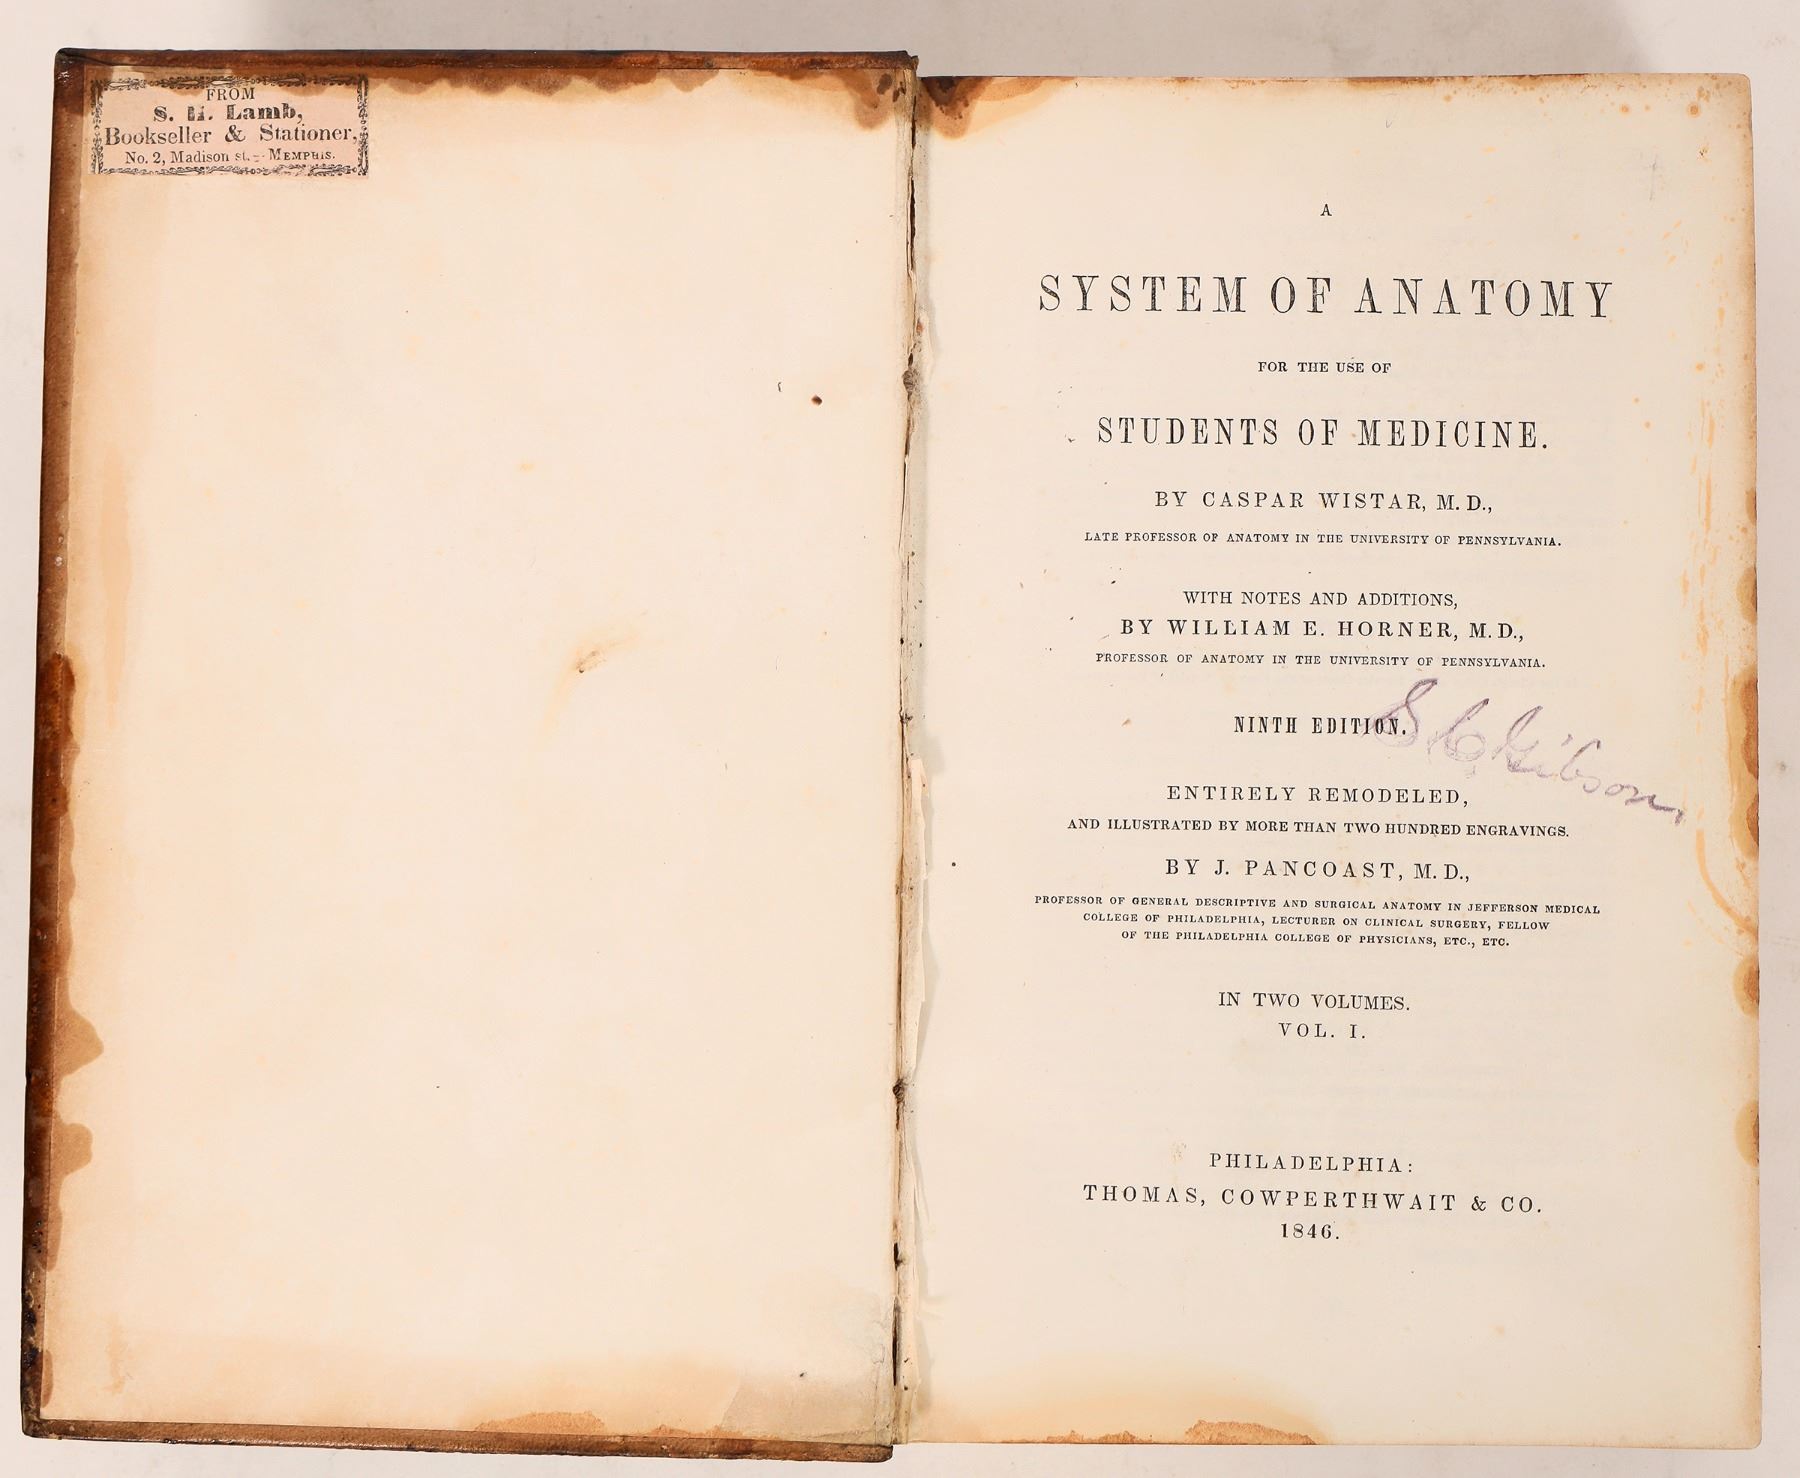 FROM
S. H. Lamb,
Bookseller & Stationer,
No. 2, Madison st.- MEMPHIS.
A
SYSTEM OF ANATOMY
FOR THE USE OF
STUDENTS OF MEDICINE.
BY CASPAR WISTAR, M. D.,
LATE PROFESSOR OF ANATOMY IN THE UNIVERSITY OF PENNSYLVANIA.
WITH NOTES AND ADDITIONS,
BY WILLIAM E. HORNER, M. D.,
PROFESSOR OF ANATOMY IN THE UNIVERSITY OF PENNSYLVANIA.
NINTH EDITION.
Gibson
ENTIRELY REMODELED,
AND ILLUSTRATED BY MORE THAN TWO HUNDRED ENGRAVINGS.
BY J. PANCOAST, M. D.,
PROFESSOR OF GENERAL DESCRIPTIVE AND SURGICAL ANATOMY IN JEFFERSON MEDICAL
COLLEGE OF PHILADELPHIA, LECTURER ON CLINICAL SURGERY, FELLOW
OF THE PHILADELPHIA COLLEGE OF PHYSICIANS, ETC., ETC.
IN TWO VOLUMES.
VOL. I.
PHILADELPHIA:
THOMAS, COWPERTHWAIT & CO.
1846.